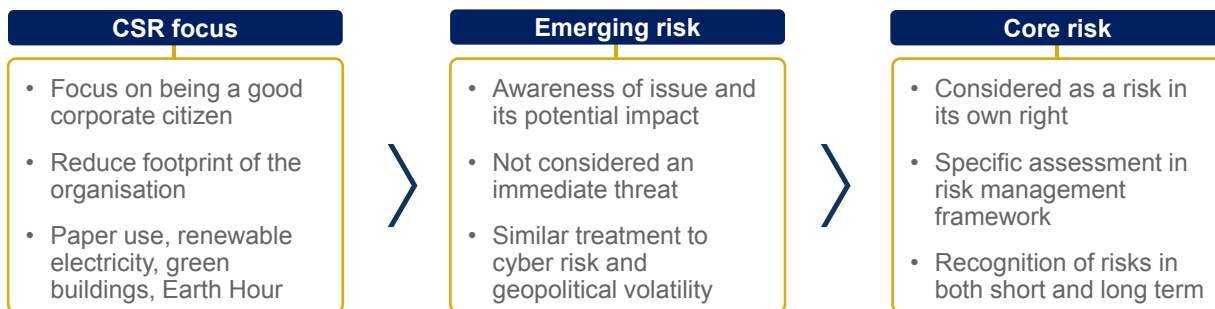 CSR focus
• Focus on being a good
corporate citizen
• Reduce footprint of the
organisation
• Paper use, renewable
electricity, green
buildings, Earth Hour
Emerging risk
• Awareness of issue and
its potential impact
• Not considered an
immediate threat
• Similar treatment to
cyber risk and
geopolitical volatility
Core risk
• Considered as a risk in
its own right
• Specific assessment in
risk management
framework
• Recognition of risks in
both short and long term